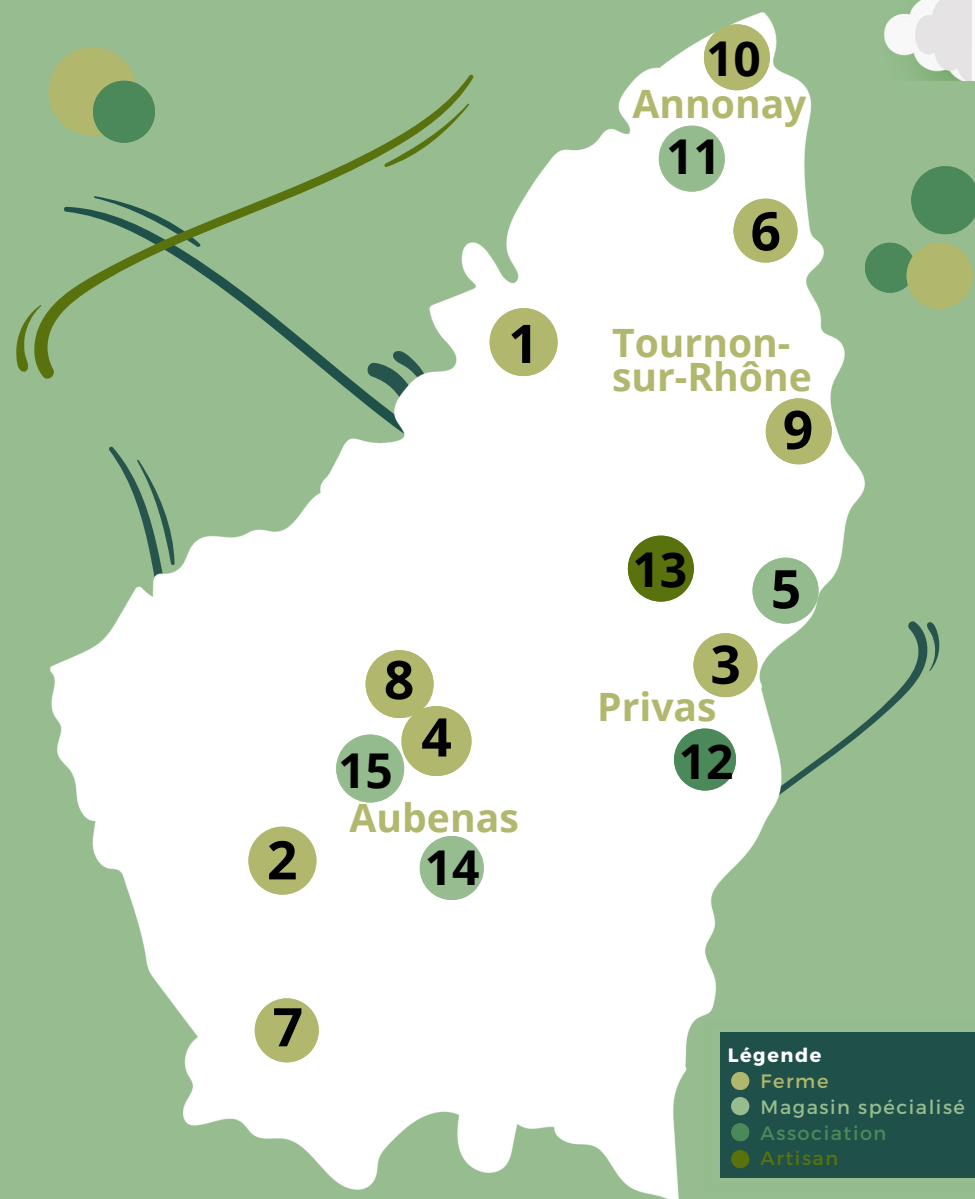 10
Annonay
11
6
1
Tournon-
sur-Rhône
9
13
5
3
8
Privas
4
15
12
Aubenas
2
14
7
Légende
Ferme
Magasin spécialisé
Association
Artisan